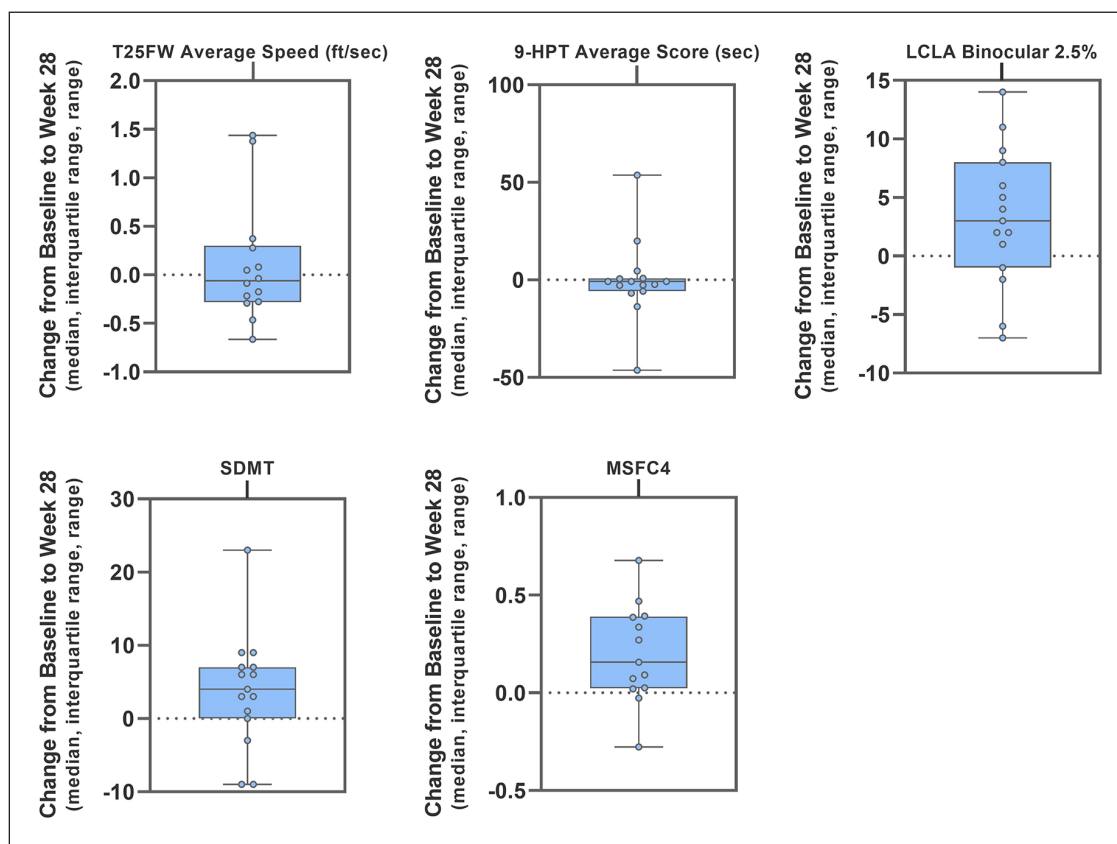 T25FW Average Speed (ft/sec)
Change from Baseline to Week 28
(median, interquartile range, range)
2.0
1.5
1.0
0.5
0.0
-0.5
-1.0
9-HPT Average Score (sec)
Change from Baseline to Week 28
(median, interquartile range, range)
100
50
0
-50
LCLA Binocular 2.5%
Change from Baseline to Week 28
(median, interquartile range, range)
15
10
5
0
-5
-10
SDMT
Change from Baseline to Week 28
(median, interquartile range, range)
30
20
10
0
-10
MSFC4
Change from Baseline to Week 28
(median, interquartile range, range)
1.0
0.5
0.0
-0.5